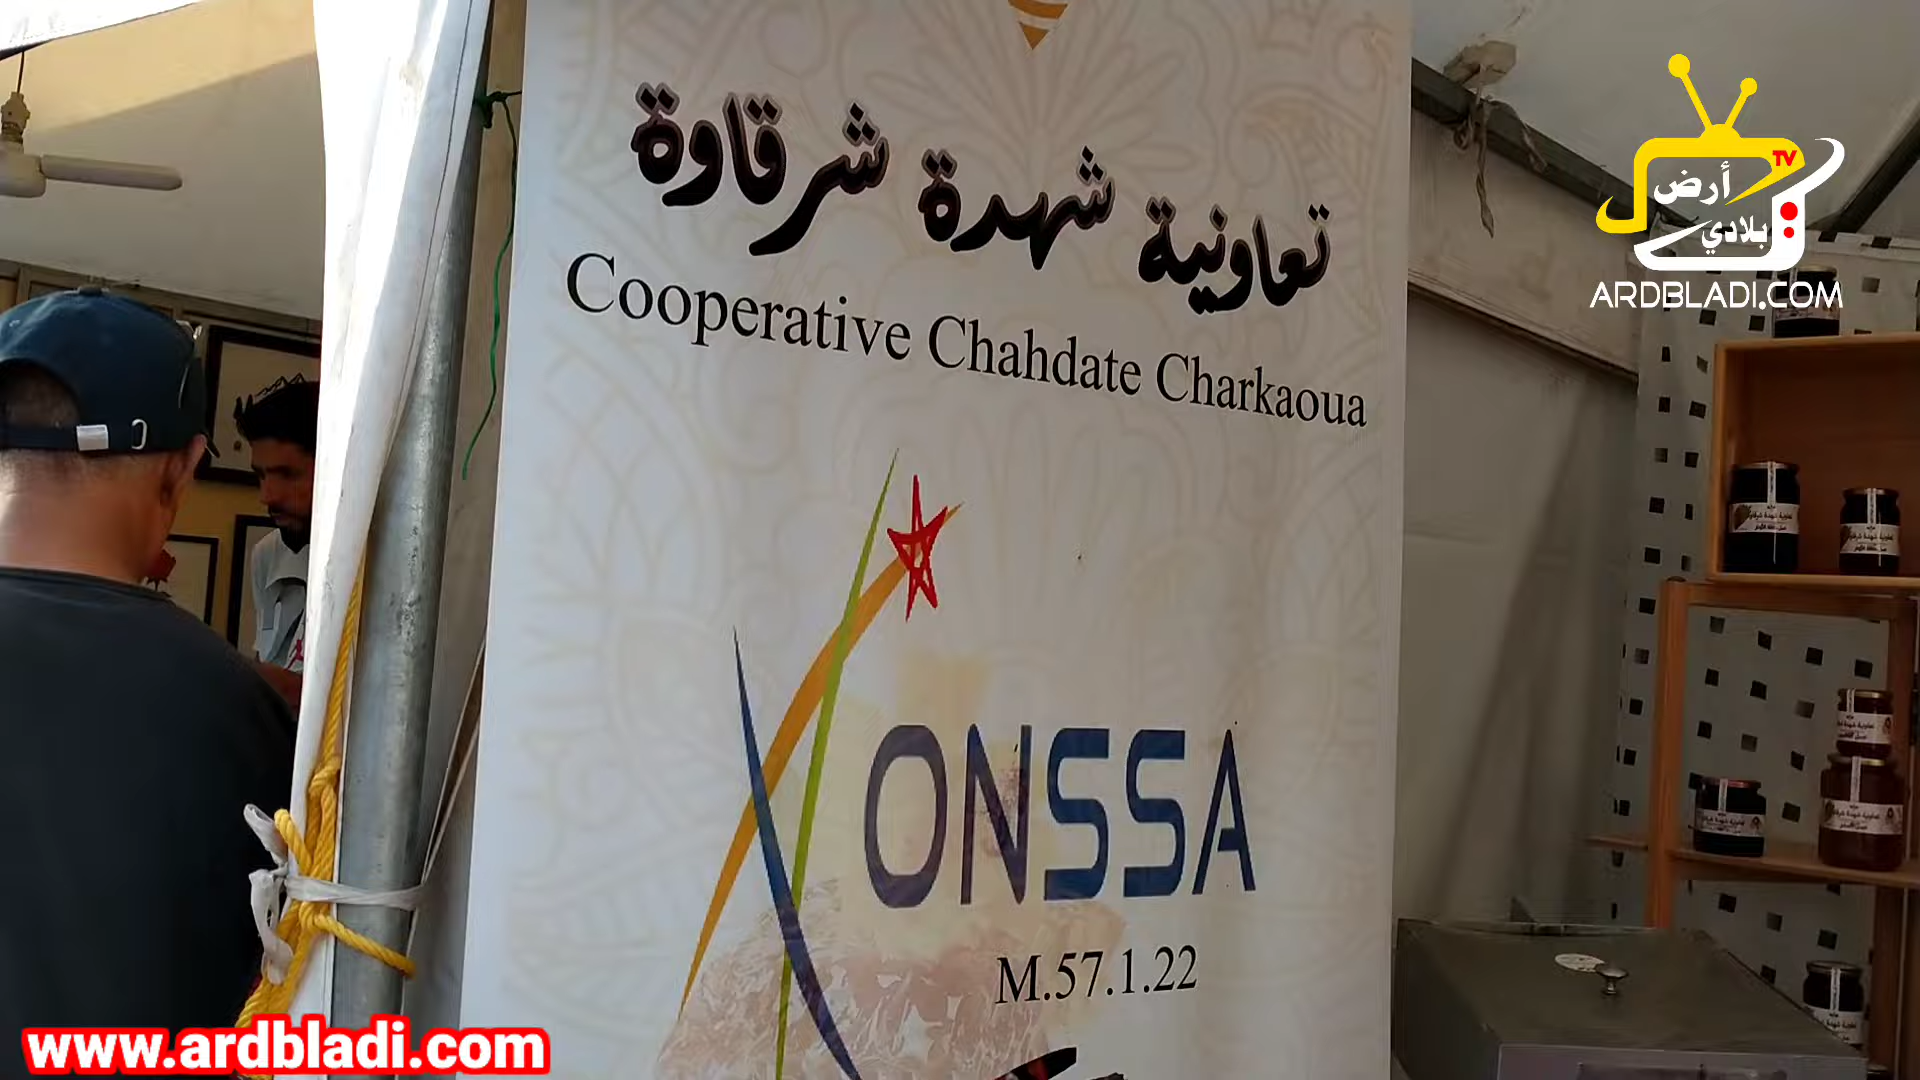 تعاونية شهدة شرقاوة
Cooperative Chahdate Charkaoua
ONSSA
M.57.1.22
TV
أرض
بلادي
ARDBLADI.COM
www.ardbladi.com